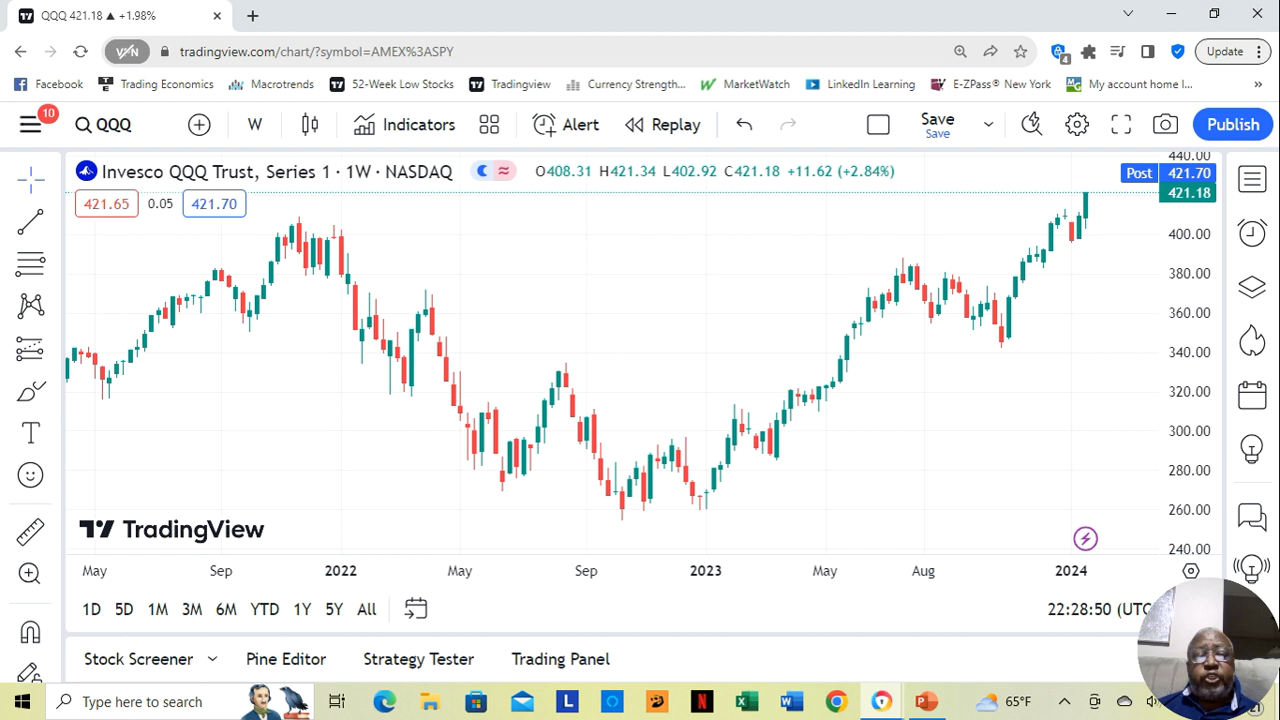 QQQ 421.18 ▲ +1.98%
VPN tradingview.com/chart/?symbol=AMEX%3ASPY 4 Update
Facebook Trading Economics Macrotrends 52-Week Low Stocks Tradingview Currency Strength... MarketWatch LinkedIn Learning E-ZPass® New York My account home I... »
10 QQQ W Indicators Alert Replay Save Save Publish
Invesco QQQ Trust, Series 1 · 1W · NASDAQ O408.31 H421.34 L402.92 C421.18 +11.62 (+2.84%)
421.65 0.05 421.70
440.00
Post 421.70
421.18
400.00
380.00
360.00
340.00
320.00
300.00
280.00
260.00
240.00
TradingView
May Sep 2022 May Sep 2023 May Aug 2024
1D 5D 1M 3M 6M YTD 1Y 5Y All 22:28:50 (UTC
Stock Screener Pine Editor Strategy Tester Trading Panel
Type here to search 65°F